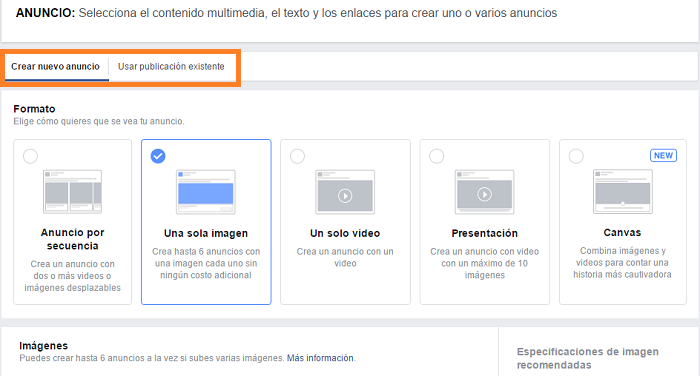 ANUNCIO: Selecciona el contenido multimedia, el texto y los enlaces para crear uno o varios anuncios
Crear nuevo anuncio Usar publicación existente
Formato
Elige cómo quieres que se vea tu anuncio.
Anuncio por
secuencia
Crea un anuncio con
dos o más videos o
imágenes desplazables
Una sola imagen
Crea hasta 6 anuncios con
una imagen cada uno sin
ningún costo adicional
Un solo video
Crea un anuncio con un
video
Presentación
Crea un anuncio con video
con un máximo de 10
imágenes
NEW
Canvas
Combina imágenes y
videos para contar una
historia más cautivadora
Imágenes
Puedes crear hasta 6 anuncios a la vez si subes varias imágenes. Más información.
Especificaciones de imagen
recomendadas